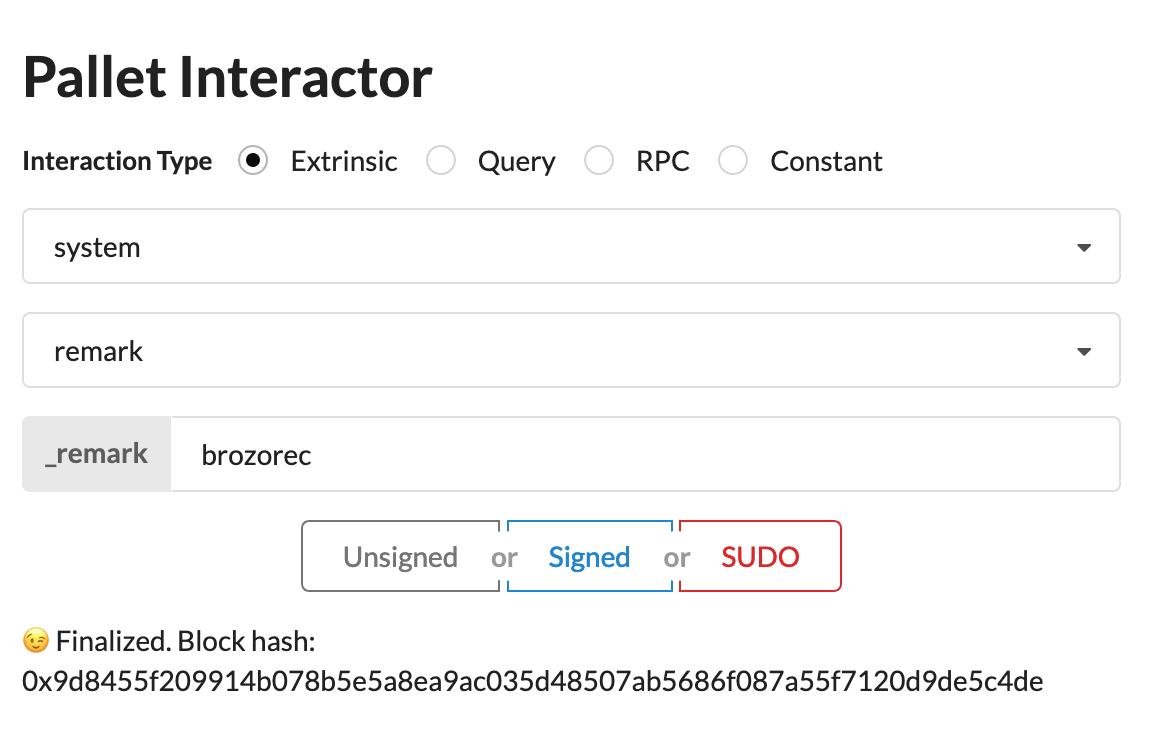 Pallet Interactor
Interaction Type Extrinsic Query RPC Constant
system
remark
_remark brozorec
Unsigned or Signed or SUDO
😉 Finalized. Block hash:
0x9d8455f209914b078b5e5a8ea9ac035d48507ab5686f087a55f7120d9de5c4de